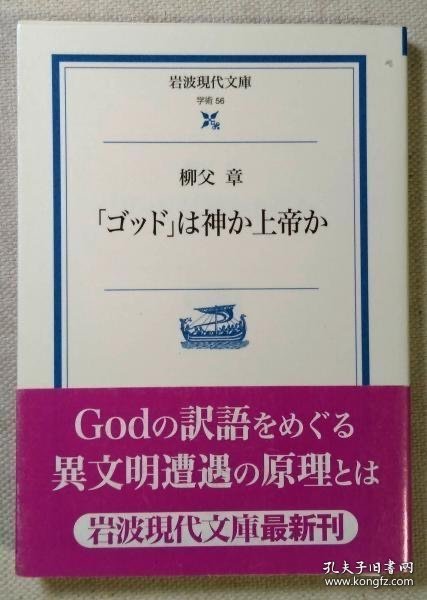 岩波現代文庫
学術 56
柳父 章
「ゴッド」は神か上帝か
Godの訳語をめぐる
異文明遭遇の原理とは
岩波現代文庫最新刊
孔夫子旧书网
www.kongfz.com